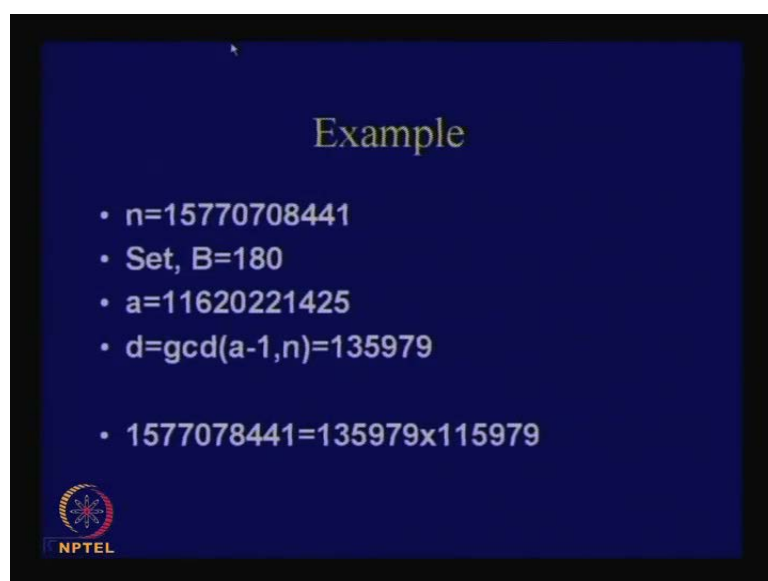 Example
• n=15770708441
• Set, B=180
• a=11620221425
• d=gcd(a-1,n)=135979
• 1577078441=135979x115979
NPTEL